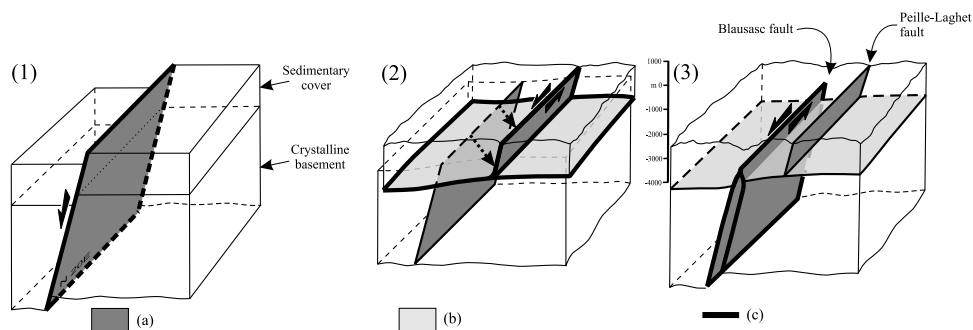 (1)
Sedimentary
cover
Crystalline
basement
(2)
Blausasc fault
Peille-Laghet
fault
(3)
1000
m 0
-1000
-2000
-3000
-4000
(a)
(b)
(c)